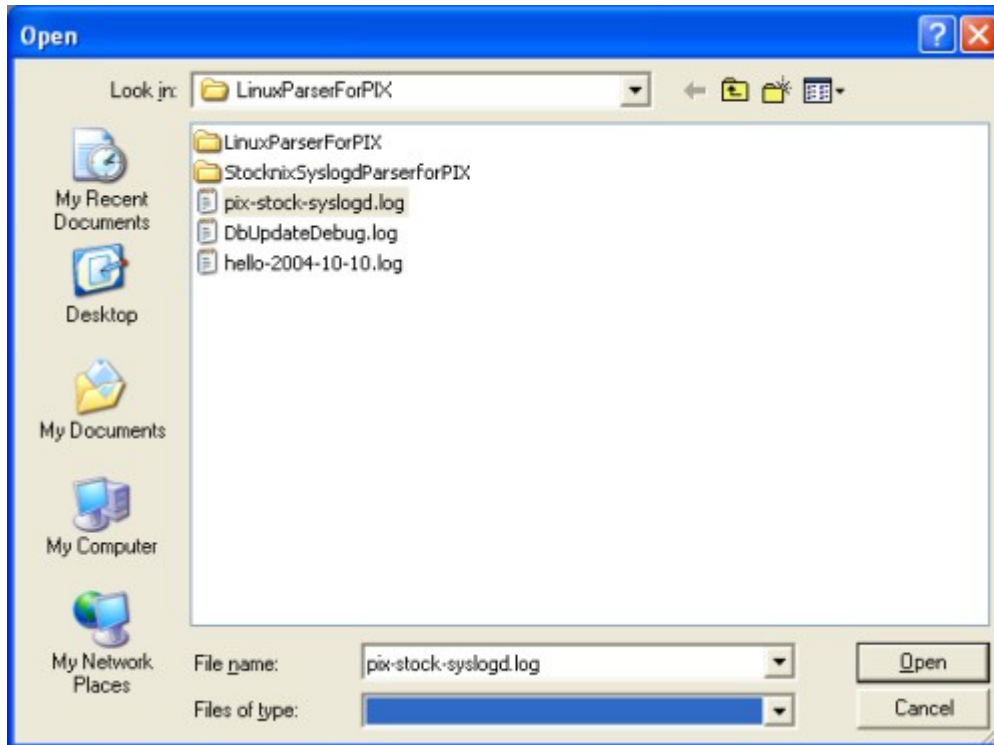 Open
Look in: LinuxParserForPIX
LinuxParserForPIX
StocknixSyslogdParserforPIX
pix-stock-syslogd.log
DbUpdateDebug.log
hello-2004-10-10.log
My Recent
Documents
Desktop
My Documents
My Computer
My Network
Places
File name: pix-stock-syslogd.log Open
Files of type: Cancel